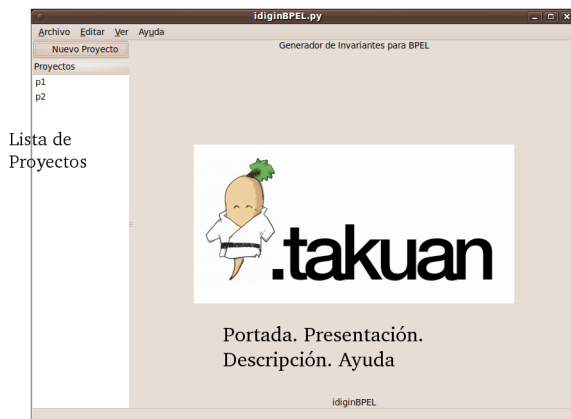 idiginBPEL.py
Archivo Editar Ver Ayuda
Nuevo Proyecto
Generador de Invariantes para BPEL
Proyectos
p1
p2
Lista de
Proyectos
.takuan
Portada. Presentación.
Descripción. Ayuda
idiginBPEL